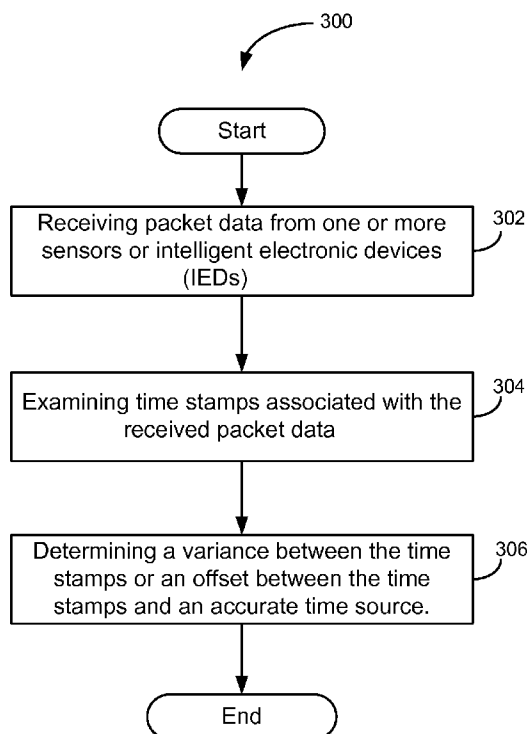 300
Start
Receiving packet data from one or more
sensors or intelligent electronic devices
(IEDs)
302
Examining time stamps associated with the
received packet data
304
Determining a variance between the time
stamps or an offset between the time
stamps and an accurate time source.
306
End